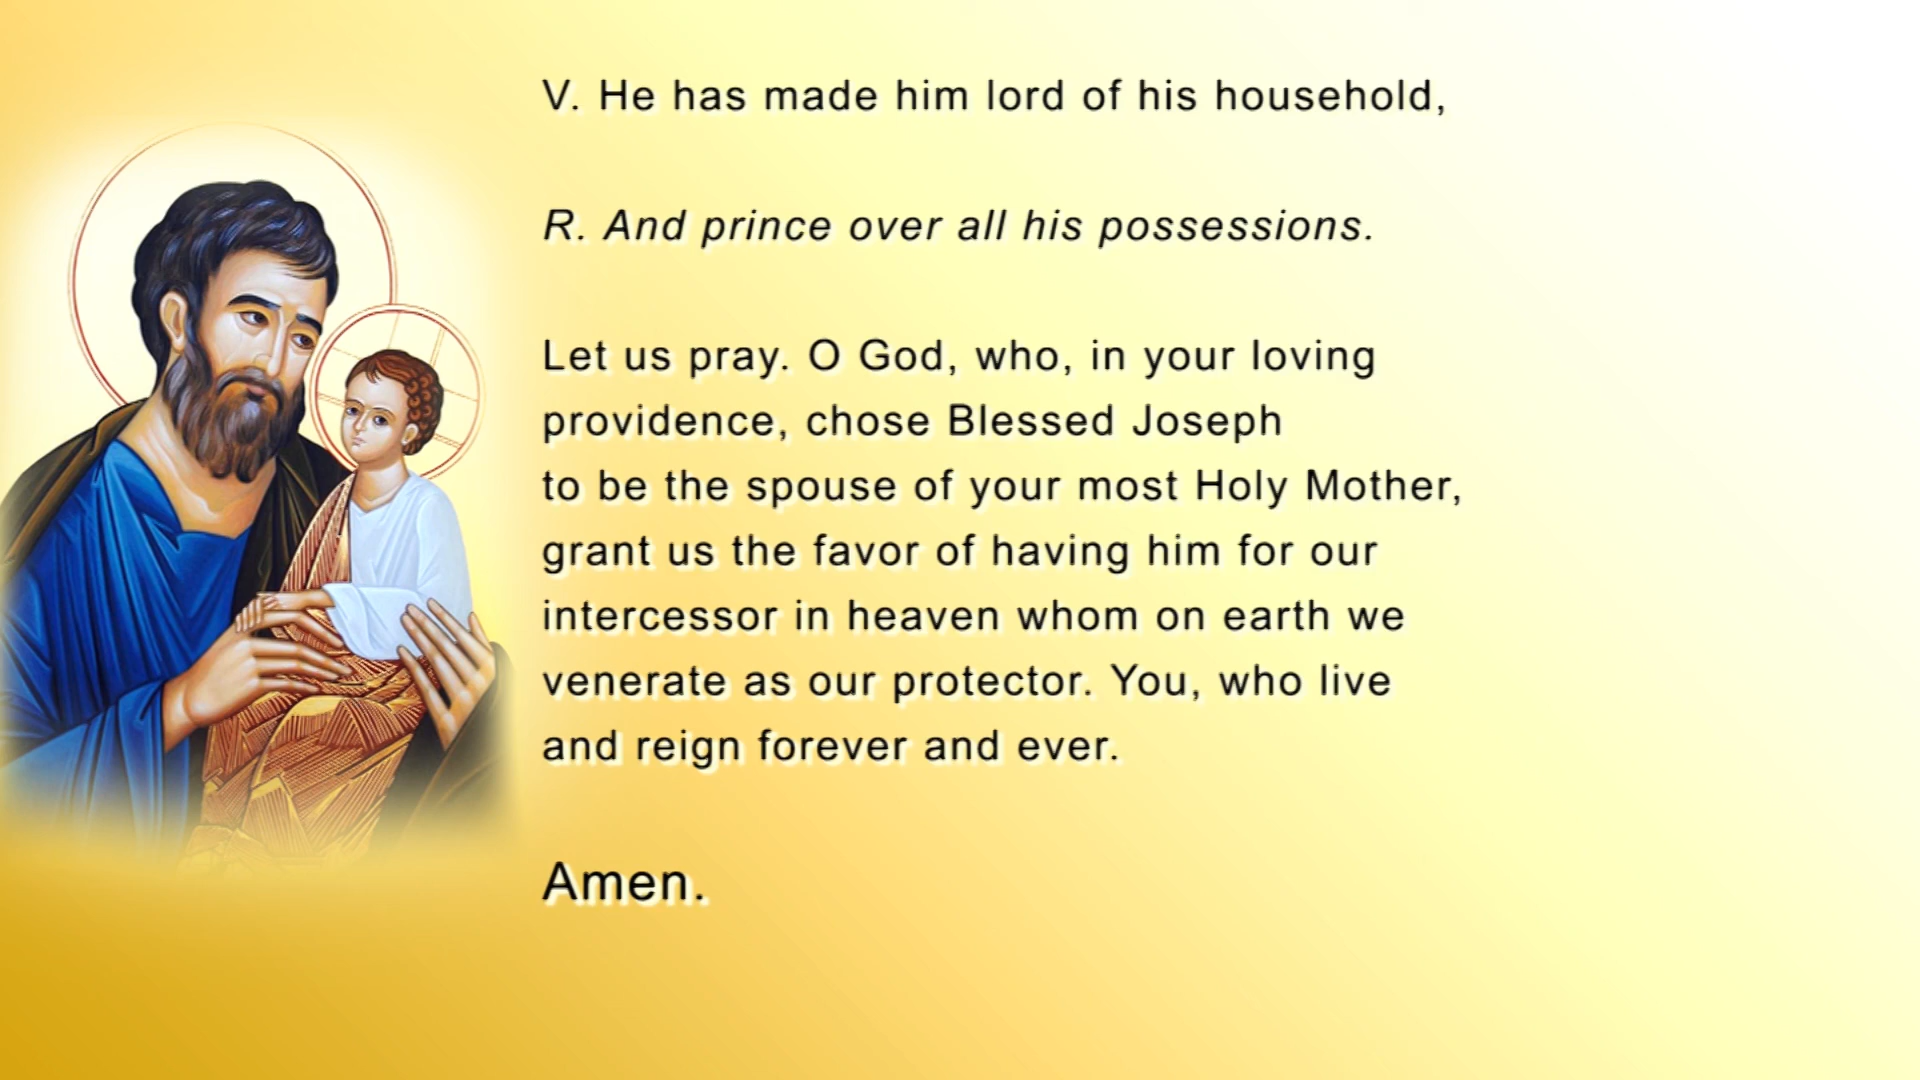 V. He has made him lord of his household,
R. And prince over all his possessions.
Let us pray. O God, who, in your loving
providence, chose Blessed Joseph
to be the spouse of your most Holy Mother,
grant us the favor of having him for our
intercessor in heaven whom on earth we
venerate as our protector. You, who live
and reign forever and ever.
Amen.